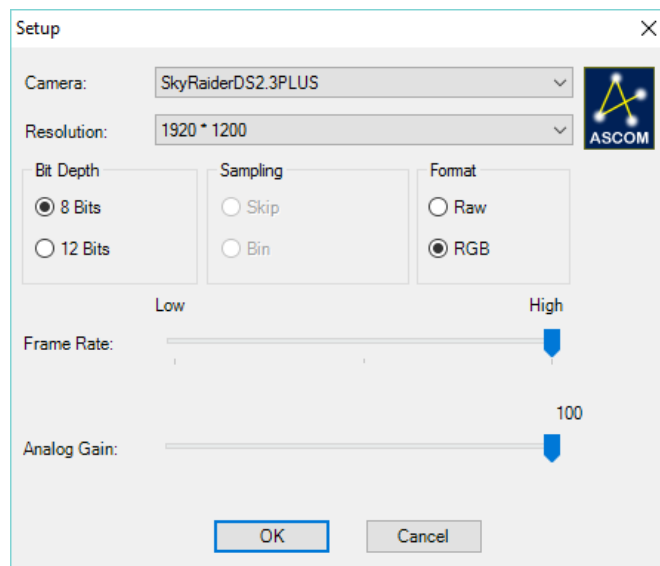 Setup
Camera: SkyRaiderDS2.3PLUS
Resolution: 1920 * 1200
ASCOM
Bit Depth Sampling Format
8 Bits Skip Raw
12 Bits Bin RGB
Low High
Frame Rate:
100
Analog Gain:
OK Cancel